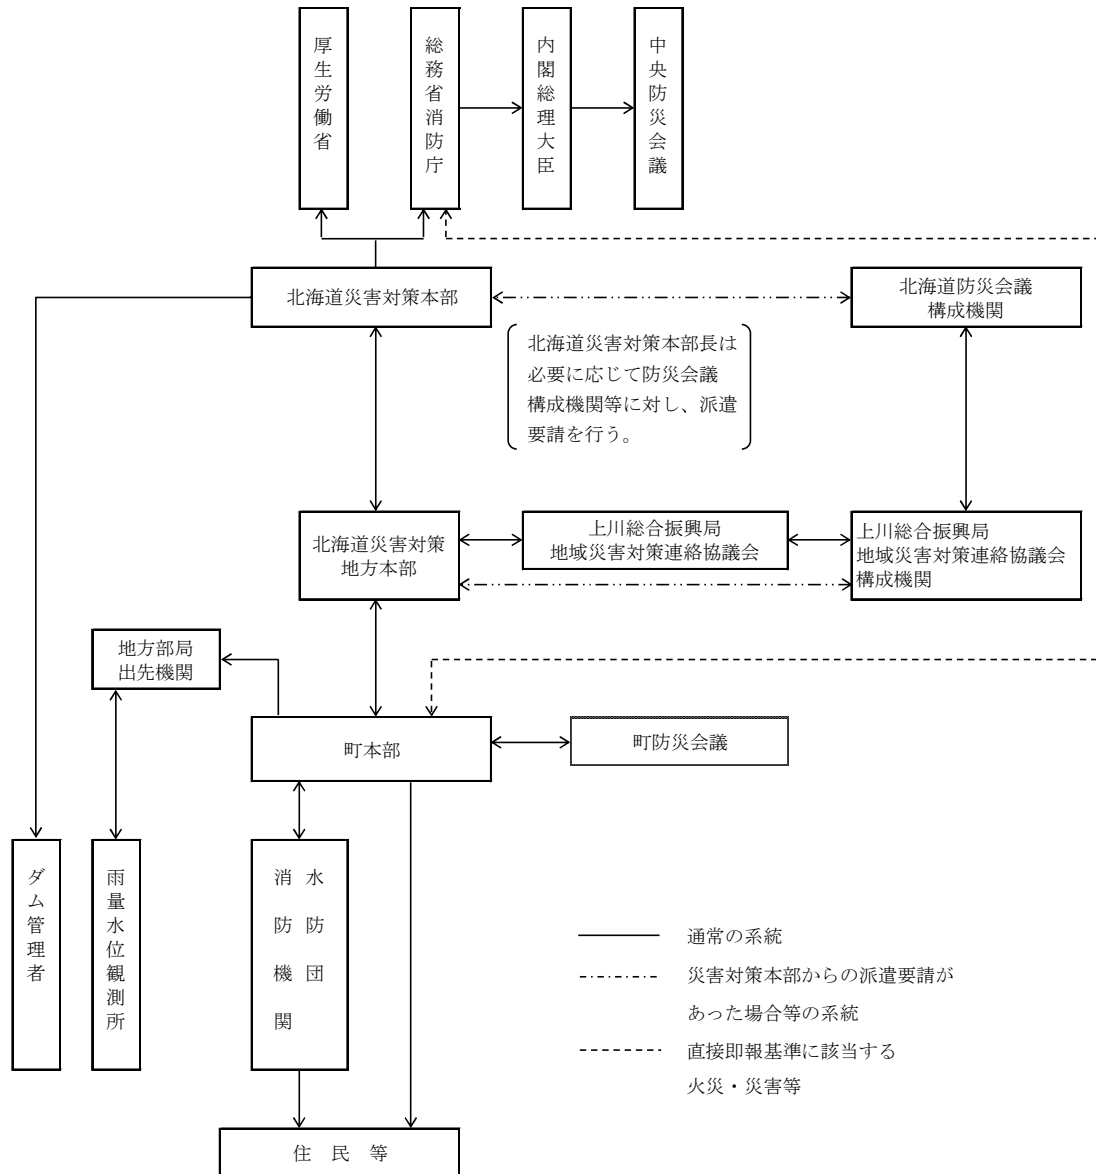 厚生労働省
総務省消防庁
内閣総理大臣
中央防災会議
北海道災害対策本部
北海道防災会議
構成機関
北海道災害対策本部長は
必要に応じて防災会議
構成機関等に対し、派遣
要請を行う。
北海道災害対策
地方本部
上川総合振興局
地域災害対策連絡協議会
上川総合振興局
地域災害対策連絡協議会
構成機関
地方部局
出先機関
町本部
町防災会議
ダム管理者
雨量水位観測所
水防団
消防機関
通常の系統
災害対策本部からの派遣要請が
あった場合等の系統
直接即報基準に該当する
火災・災害等
住民等